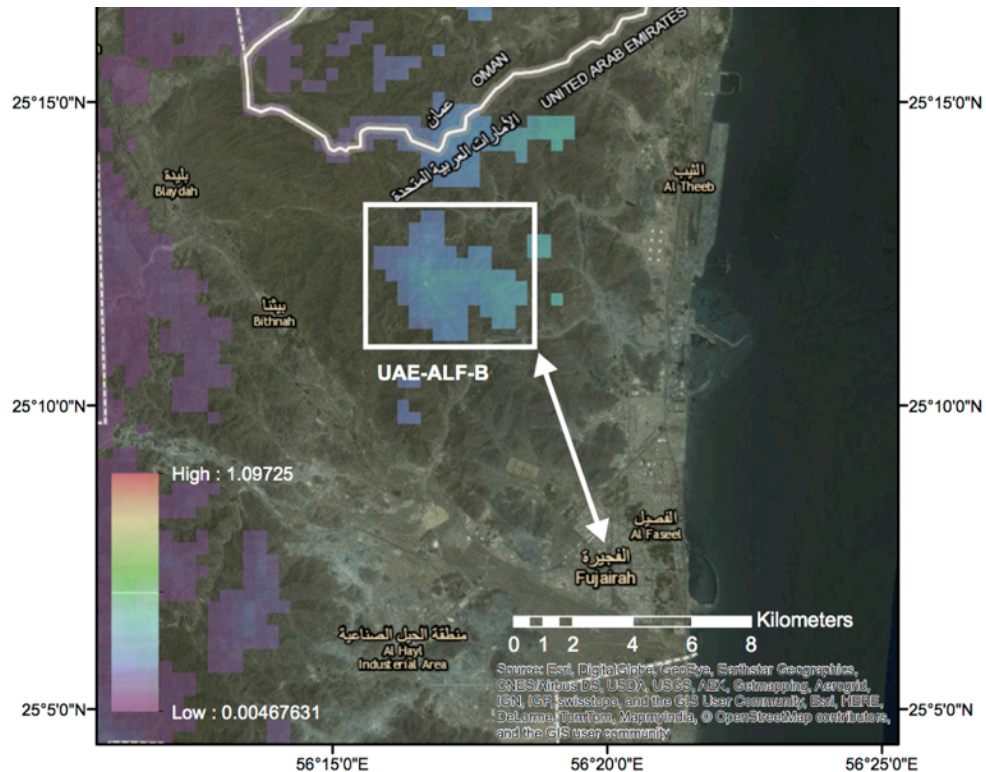 25°15'0"N
25°10'0"N
25°5'0"N
عمان
OMAN
UNITED ARAB EMIRATES
الأمارات العربية المتحدة
بليدة
Blaydah
الثيب
Al Theeb
بيثنا
Bithnah
UAE-ALF-B
High : 1.09725
Low : 0.00467631
الفصيل
Al Faseel
الفجيرة
Fujairah
منطقة الحيل الصناعية
Al Hayl
Industerial Area
Kilometers
0 1 2 4 6 8
Source: Esri, DigitalGlobe, GeoEye, Earthstar Geographics,
CNES/Airbus DS, USDA, USGS, AEX, Getmapping, Aerogrid,
IGN, IGP, swisstopo, and the GIS User Community, Esri, HERE,
DeLorme, TomTom, MapmyIndia, © OpenStreetMap contributors,
and the GIS user community
25°15'0"N
25°10'0"N
25°5'0"N
56°15'0"E
56°20'0"E
56°25'0"E